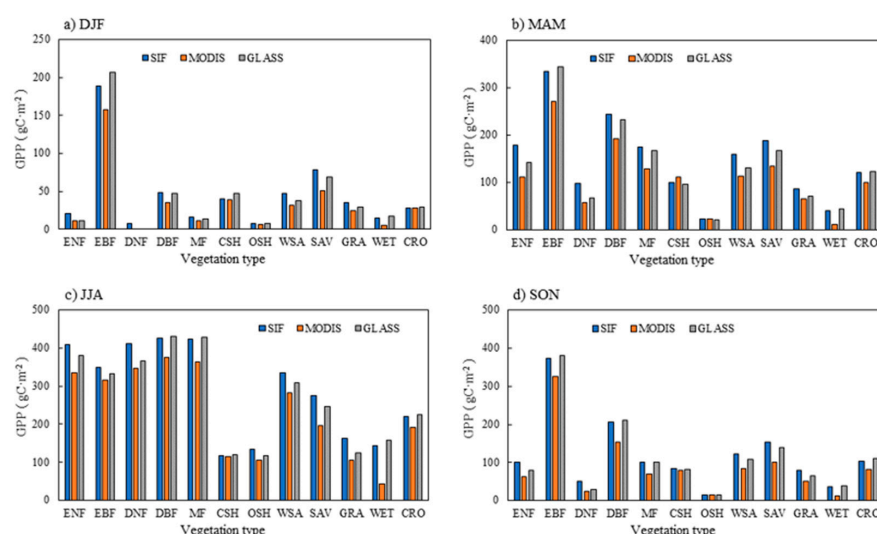 a) DJF
250
200
150
100
50
0
GPP ( gC·m⁻²)
SIF MODIS GLASS
ENF EBF DNF DBF MF CSH OSH WSA SAV GRA WET CRO
Vegetation type
b) MAM
400
300
200
100
0
GPP ( gC·m⁻²)
SIF MODIS GLASS
ENF EBF DNF DBF MF CSH OSH WSA SAV GRA WET CRO
Vegetation type
c) JJA
500
400
300
200
100
0
GPP ( gC·m⁻²)
SIF MODIS GLASS
ENF EBF DNF DBF MF CSH OSH WSA SAV GRA WET CRO
Vegetation type
d) SON
500
400
300
200
100
0
GPP ( gC·m⁻²)
SIF MODIS GLASS
ENF EBF DNF DBF MF CSH OSH WSA SAV GRA WET CRO
Vegetation type